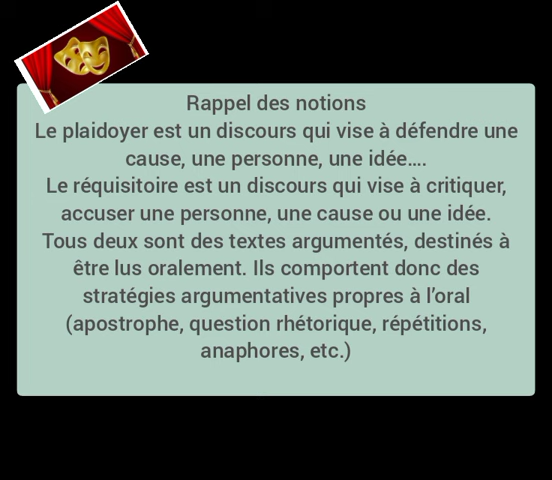 Rappel des notions
Le plaidoyer est un discours qui vise à défendre une
cause, une personne, une idée....
Le réquisitoire est un discours qui vise à critiquer,
accuser une personne, une cause ou une idée.
Tous deux sont des textes argumentés, destinés à
être lus oralement. Ils comportent donc des
stratégies argumentatives propres à l’oral
(apostrophe, question rhétorique, répétitions,
anaphores, etc.)